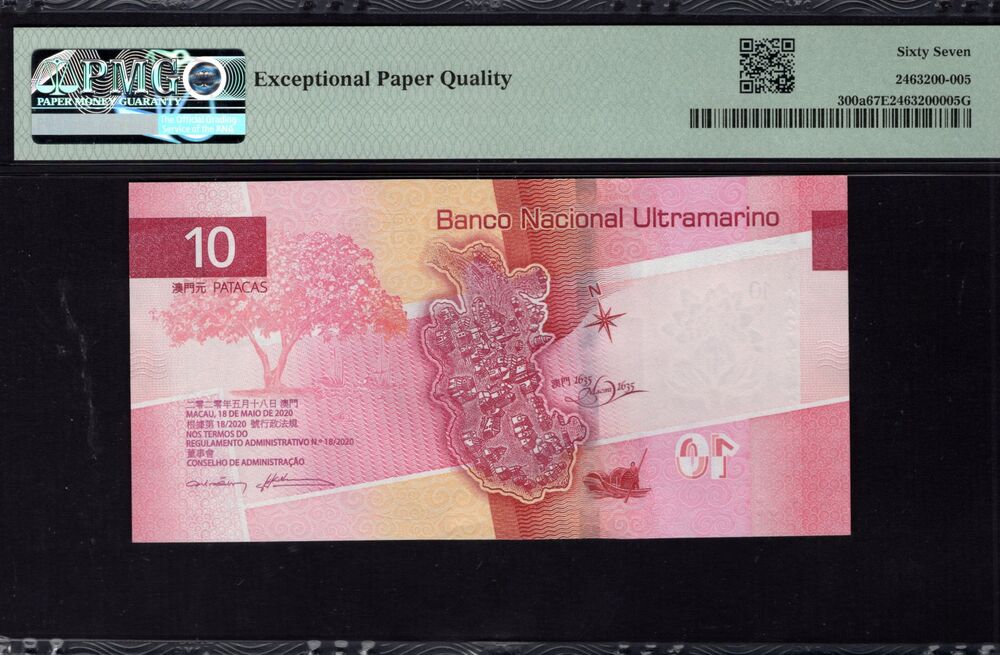 PMG
PAPER MONEY GUARANTY
The Official Grading
Service of the ANG
Exceptional Paper Quality
Sixty Seven
2463200-005
300a67E2463200005G
Banco Nacional Ultramarino
10
澳門元 PATACAS
N
澳門 1635 Macau 1635
二零二零年五月十八日 澳門
MACAU, 18 DE MAIO DE 2020
根據第 18/2020 號行政法規
NOS TERMOS DO
REGULAMENTO ADMINISTRATIVO N.º 18/2020
董事會
CONSELHO DE ADMINISTRAÇÃO
10